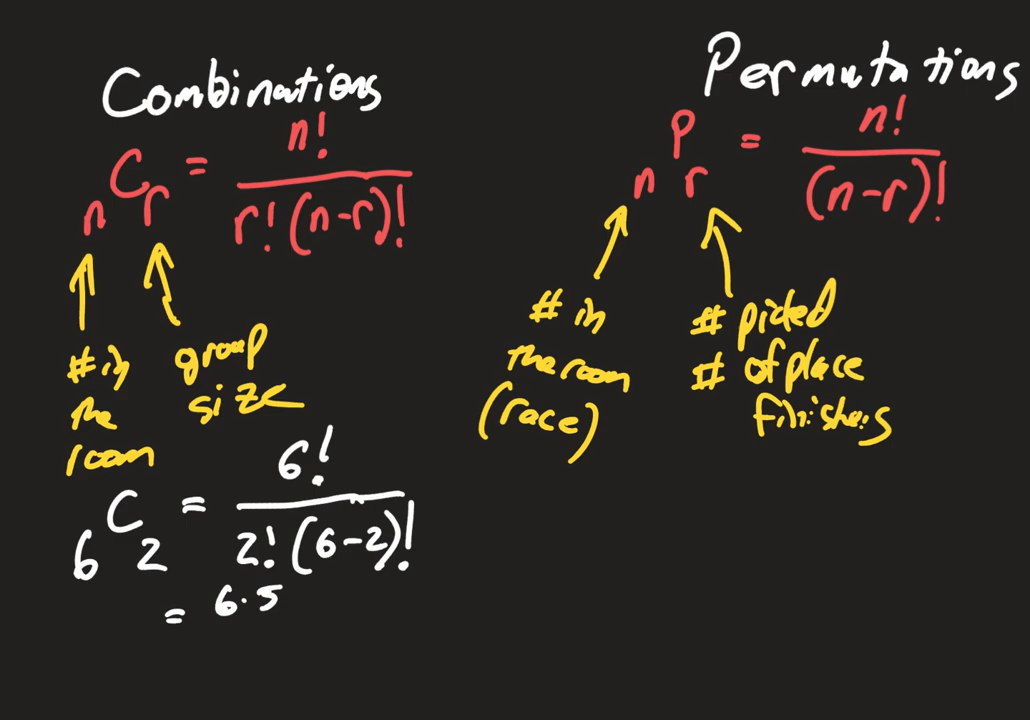 Combinations
nCr = n! / r!(n-r)!
# in
the
room
group
size
6C2 = 6! / 2!(6-2)!
= 6·5
Permutations
nPr = n! / (n-r)!
# in
the room
(race)
# picked
# of place
finishers